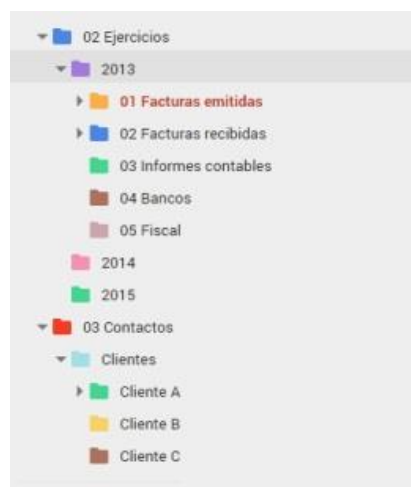 02 Ejercicios
2013
01 Facturas emitidas
02 Facturas recibidas
03 Informes contables
04 Bancos
05 Fiscal
2014
2015
03 Contactos
Clientes
Cliente A
Cliente B
Cliente C